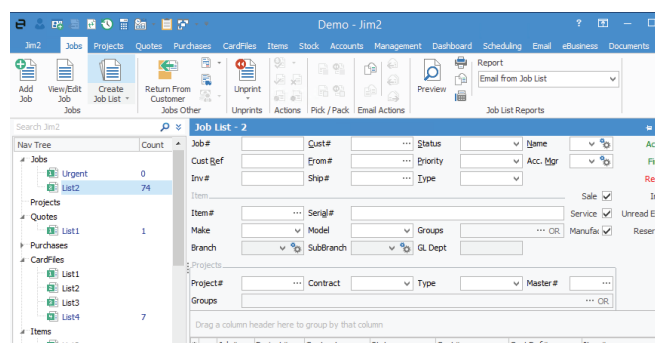 Demo - Jim2
Jim2 Jobs Projects Quotes Purchases CardFiles Items Stock Accounts Management Dashboard Scheduling Email eBusiness Documents
Add Job View/Edit Job Create Job List Return From Customer Unprint Preview Report
Email from Job List
Jobs Jobs Other Unprints Actions Pick / Pack Email Actions Job List Reports
Search Jim2 Job List - 2
Nav Tree Count Job# Cust# Status Name
Jobs Cust Ref From# Priority Acc. Mgr
Urgent 0 Inv# Ship# Type
List2 74 Item Sale
Projects Item# Serial# Service Unread E
Quotes Make Model Groups OR Manufac Reser
List1 1 Branch SubBranch GL Dept
Purchases Projects
CardFiles Project# Contract Type Master#
List1 Groups OR
List2
List3 Drag a column header here to group by that column
List4 7
Items